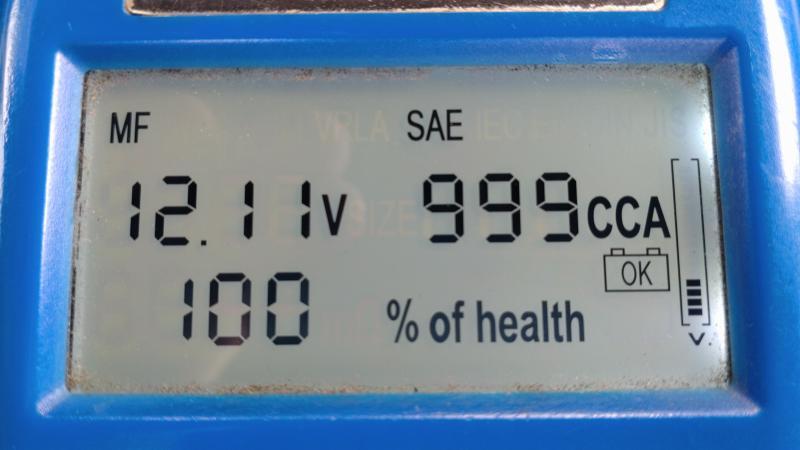 MF SAE
12.11V 999CCA
OK
100 % of health
V